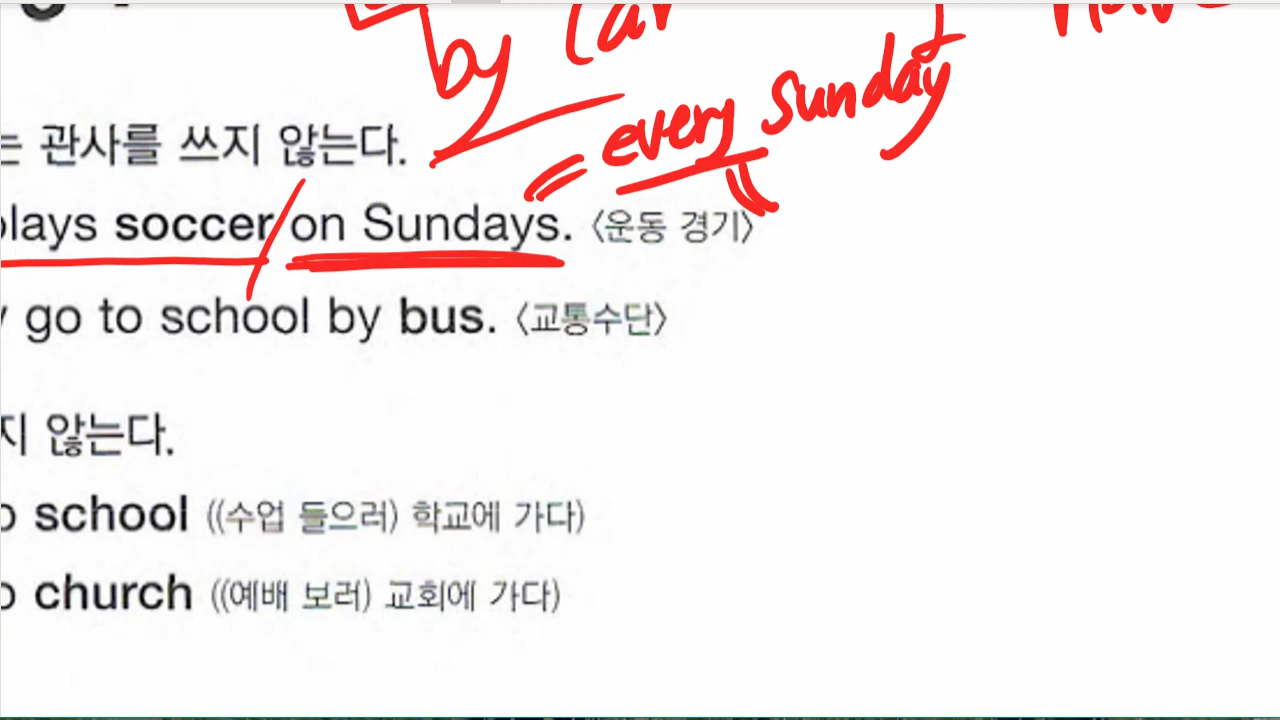 by
every Sunday
는 관사를 쓰지 않는다.
plays soccer on Sundays. 〈운동 경기〉
go to school by bus. 〈교통수단〉
지 않는다.
school ((수업 들으러) 학교에 가다)
church ((예배 보러) 교회에 가다)